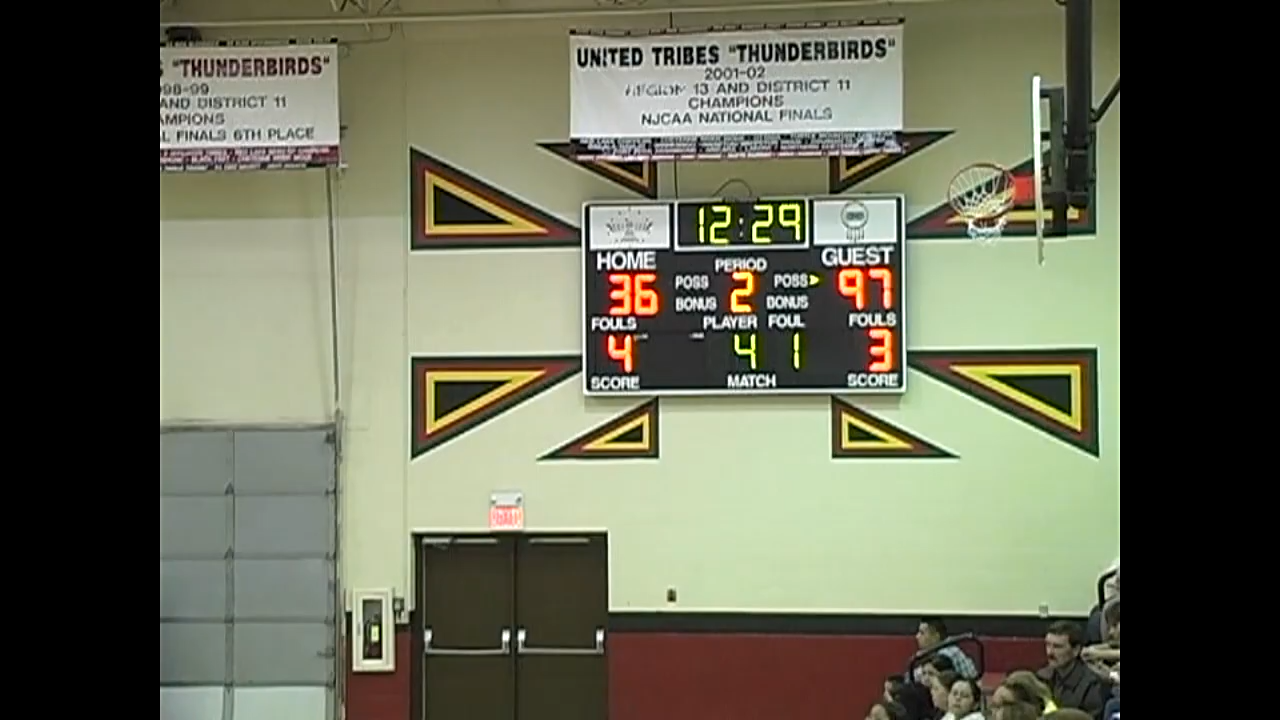 "THUNDERBIRDS"
98-99
AND DISTRICT 11
AMPIONS
L FINALS 6TH PLACE
UNITED TRIBES "THUNDERBIRDS"
2001-02
REGION 13 AND DISTRICT 11
CHAMPIONS
NJCAA NATIONAL FINALS
12:29
HOME PERIOD GUEST
36 POSS 2 POSS 97
BONUS BONUS
FOULS PLAYER FOUL FOULS
4 4 1 3
SCORE MATCH SCORE